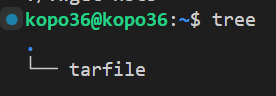 kopo36@kopo36:~$ tree
.
└── tarfile